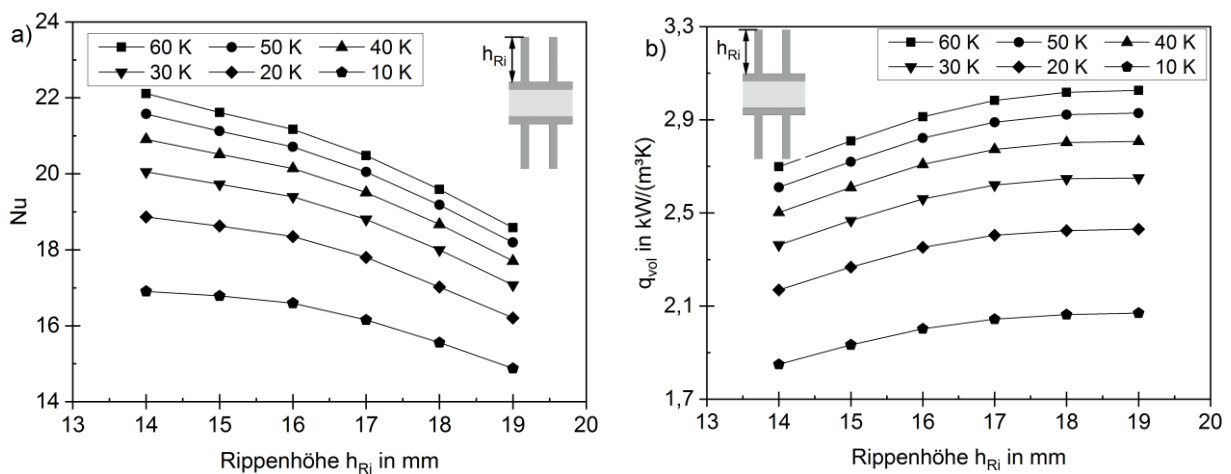 a)
24
22
20
18
16
14
Nu
60 K 50 K 40 K
30 K 20 K 10 K
h_Ri
13 14 15 16 17 18 19 20
Rippenhöhe h_Ri in mm
b)
3,3
2,9
2,5
2,1
1,7
q_vol in kW/(m³K)
h_Ri
60 K 50 K 40 K
30 K 20 K 10 K
13 14 15 16 17 18 19 20
Rippenhöhe h_Ri in mm